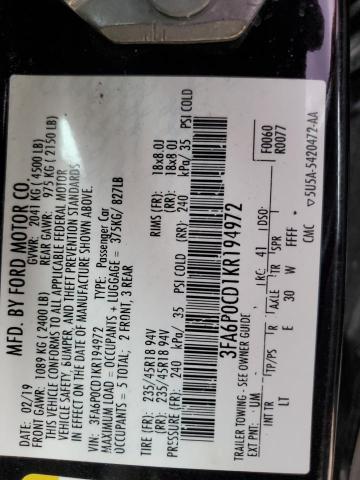 MFD. BY FORD MOTOR CO.
02/19 GVWR: 2041 KG ( 4500 LB)
FRONT GAWR: 1089 KG ( 2400 LB) REAR GAWR: 975 KG ( 2150 LB)
THIS VEHICLE CONFORMS TO ALL APPLICABLE FEDERAL MOTOR
VEHICLE SAFETY, BUMPER, AND THEFT PREVENTION STANDARDS
IN EFFECT ON THE DATE OF MANUFACTURE SHOWN ABOVE.
VIN: 3FA6P0CD1KR194972 TYPE: Passenger Car
MAXIMUM LOAD = OCCUPANTS + LUGGAGE = 375KG/ 827LB
OCCUPANTS = 5 TOTAL; 2 FRONT, 3 REAR
TIRE (FR): 235/45R18 94V RIMS (FR): 18x8.0J
(RR): 235/45R18 94V (RR): 18x8.0J
PRESSURE (FR): 240 kPa/ 35 PSI COLD (RR) 240 kPa/ 35 PSI COLD
3FA6P0CD1KR194972
TRAILER TOWING - SEE OWNER GUIDE F0060
R0077
EXT PNT: UM RC: 41 DSO:
INT TR TP/PS R AXLE TR SPR
LT E 30 W FFFF
CMC ▽5U5A-5420472-AA